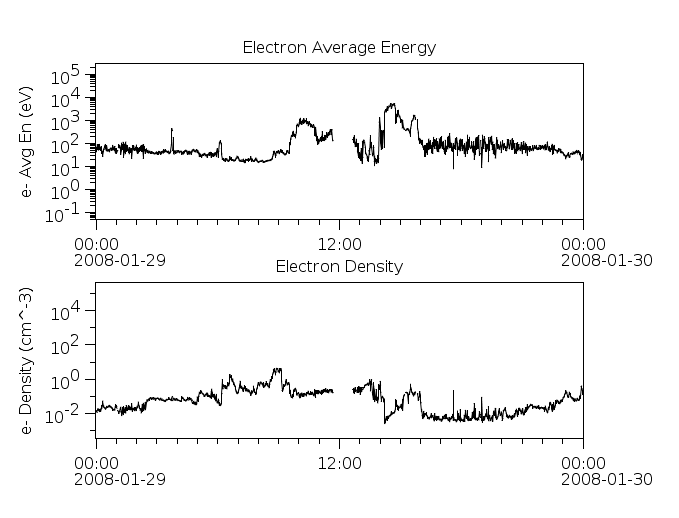 Electron Average Energy
e- Avg En (eV)
10^5
10^4
10^3
10^2
10^1
10^0
10^-1
00:00 12:00 00:00
2008-01-29 2008-01-30
Electron Density
e- Density (cm^-3)
10^4
10^2
10^0
10^-2
00:00 12:00 00:00
2008-01-29 2008-01-30